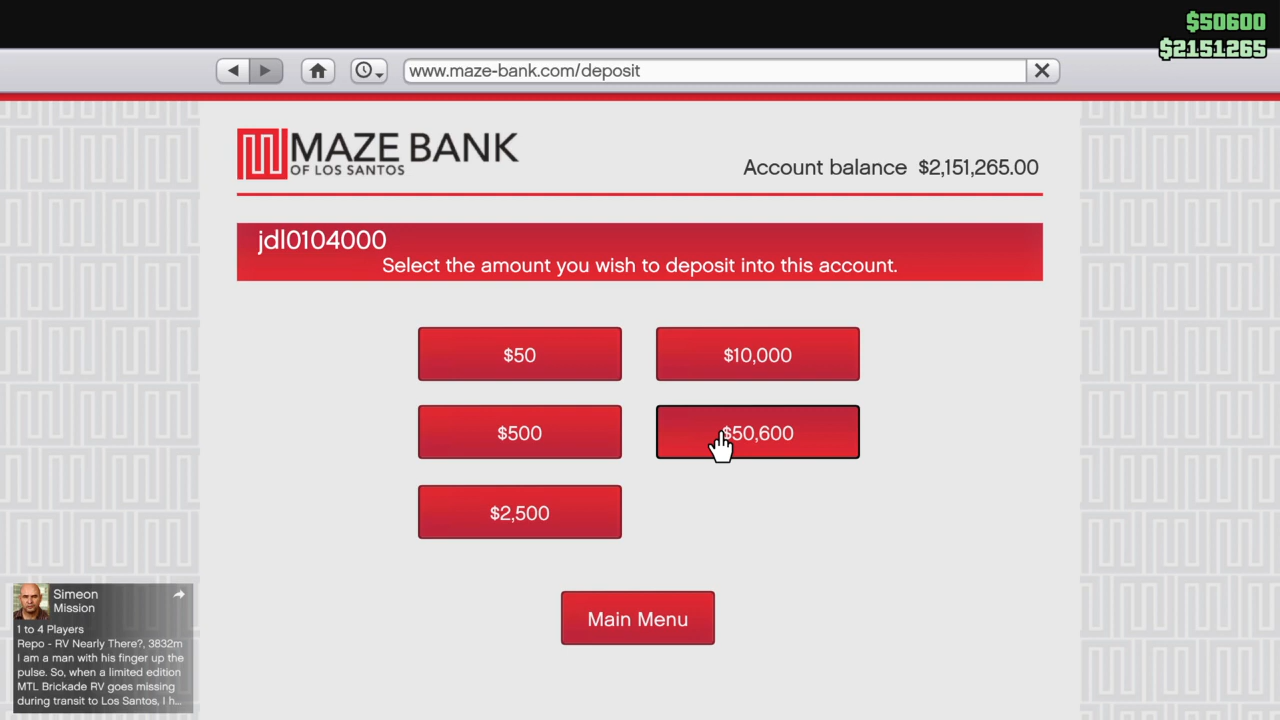 $50600
$2151265
www.maze-bank.com/deposit
MAZE BANK
OF LOS SANTOS
Account balance $2,151,265.00
jdl0104000
Select the amount you wish to deposit into this account.
$50
$10,000
$500
$50,600
$2,500
Main Menu
Simeon
Mission
1 to 4 Players
Repo - RV Nearly There?, 3832m
I am a man with his finger up the
pulse. So, when a limited edition
MTL Brickade RV goes missing
during transit to Los Santos, I h...